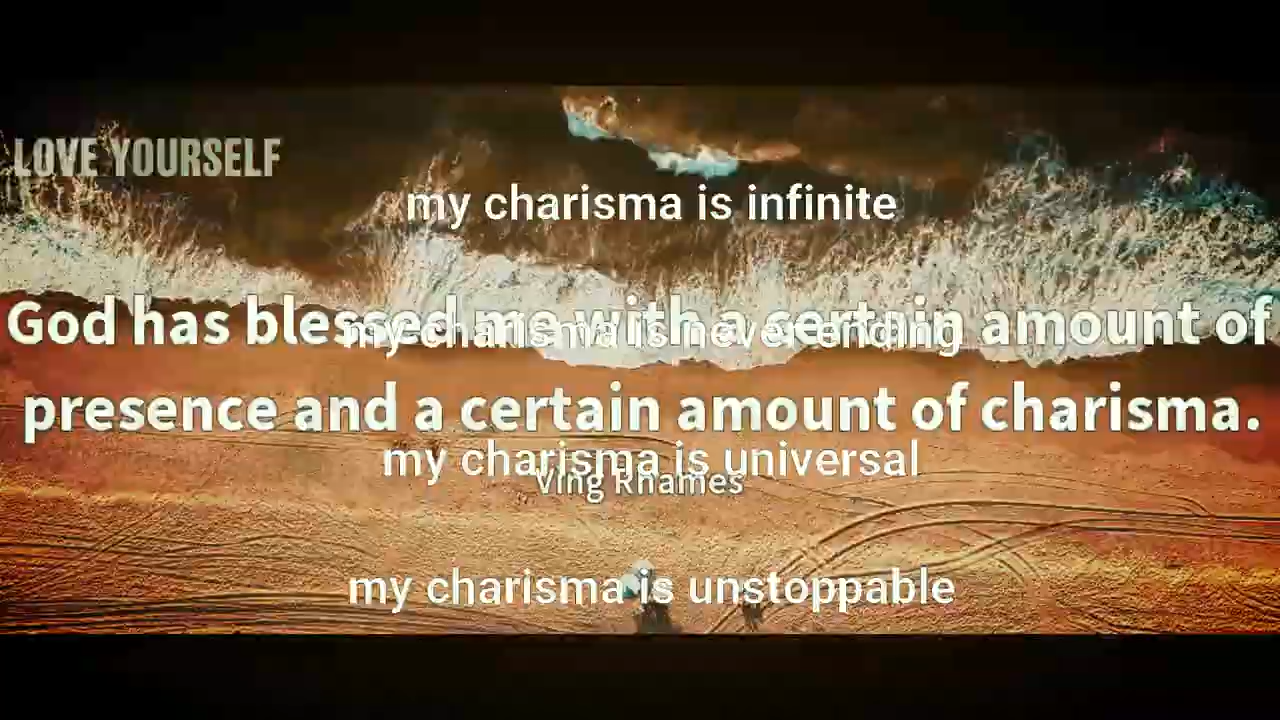 LOVE YOURSELF
my charisma is infinite
God has blessed me with a certain amount of
my charisma is never ending
presence and a certain amount of charisma.
my charisma is universal
Ving Rhames
my charisma is unstoppable